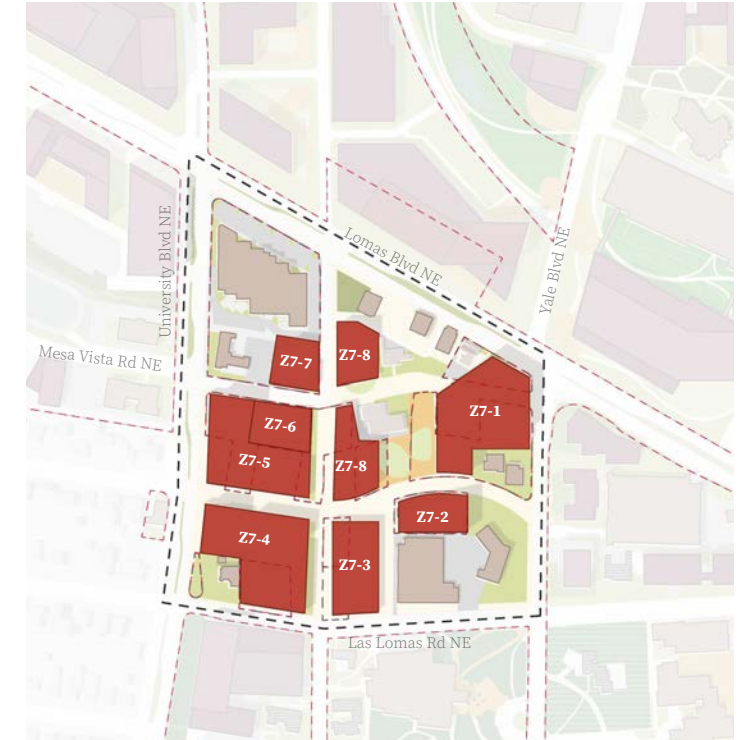 University Blvd NE
Lomas Blvd NE
Yale Blvd NE
Mesa Vista Rd NE
Z7-7
Z7-8
Z7-1
Z7-6
Z7-5
Z7-8
Z7-2
Z7-4
Z7-3
Las Lomas Rd NE